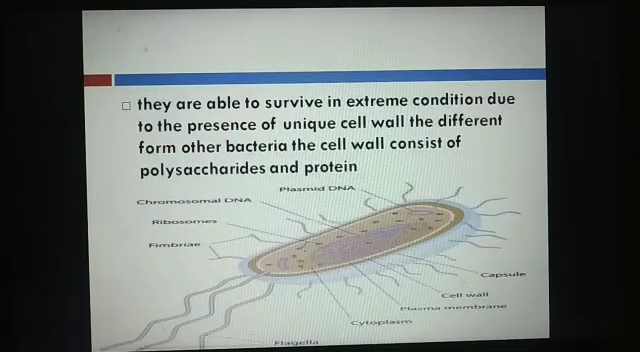 they are able to survive in extreme condition due
to the presence of unique cell wall the different
form other bacteria the cell wall consist of
polysaccharides and protein
Plasmid DNA
Chromosomal DNA
Ribosomes
Fimbriae
Capsule
Cell wall
Plasma membrane
Cytoplasm
Flagella